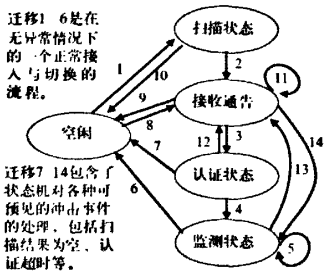 迁移1 6是在
无异常情况下
的一个正常接
入与切换的
流程。
扫描状态
1
10
2
11
9
接收通告
8
空闲
3
12
14
7
认证状态
13
6
4
监测状态
5
迁移7 14包含了
状态机对各种可
预见的冲击事件
的处理，包括扫
描结果为空、认
证超时等。